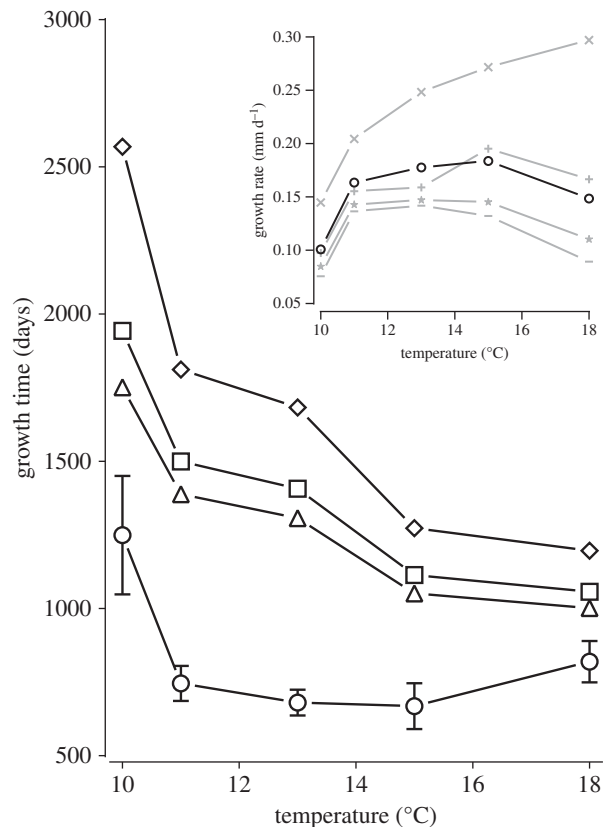 3000
2500
2000
1500
1000
500
growth time (days)
10 12 14 16 18
temperature (°C)
0.30
0.25
0.20
0.15
0.10
0.05
growth rate (mm d⁻¹)
10 12 14 16 18
temperature (°C)